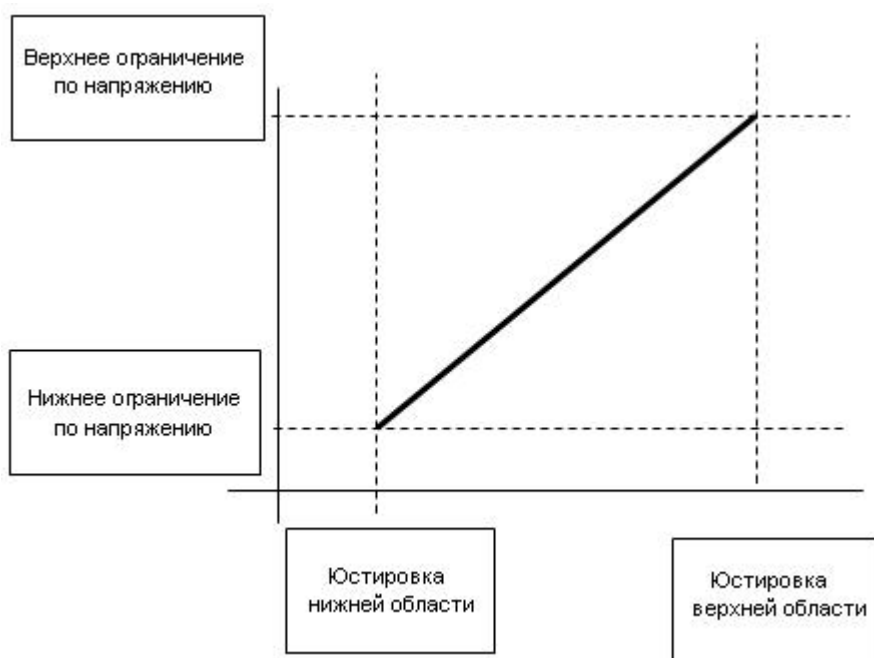 Верхнее ограничение
по напряжению
Нижнее ограничение
по напряжению
Юстировка
нижней области
Юстировка
верхней области